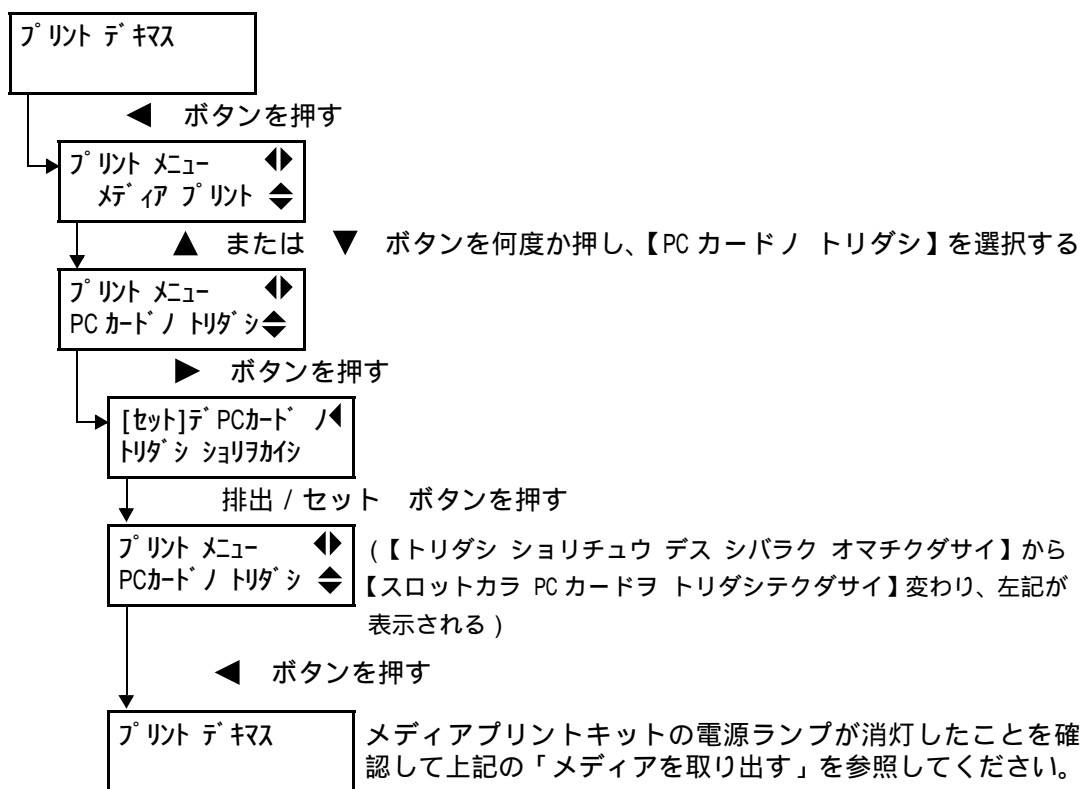 ﾌﾟﾘﾝﾄ ﾃﾞｷﾏｽ
◀ ボタンを押す
ﾌﾟﾘﾝﾄ ﾒﾆｭｰ ◀▶
ﾒﾃﾞｨｱ ﾌﾟﾘﾝﾄ ◆
▲ または ▼ ボタンを何度か押し、【PC カードノ トリダシ】を選択する
ﾌﾟﾘﾝﾄ ﾒﾆｭｰ ◀▶
PC ｶｰﾄﾞﾉ ﾄﾘﾀﾞｼ◆
▶ ボタンを押す
[ｾｯﾄ]ﾃﾞPCｶｰﾄﾞ ﾉ◀
ﾄﾘﾀﾞｼ ｼｮﾘｦｶｲｼ
排出 / セット ボタンを押す
ﾌﾟﾘﾝﾄ ﾒﾆｭｰ ◀▶
PCｶｰﾄﾞﾉ ﾄﾘﾀﾞｼ ◆
(【トリダシ ショリチュウ デス シバラク オマチクダサイ】から
【スロットカラ PC カードヲ トリダシテクダサイ】変わり、左記が
表示される )
◀ ボタンを押す
ﾌﾟﾘﾝﾄ ﾃﾞｷﾏｽ
メディアプリントキットの電源ランプが消灯したことを確
認して上記の「メディアを取り出す」を参照してください。